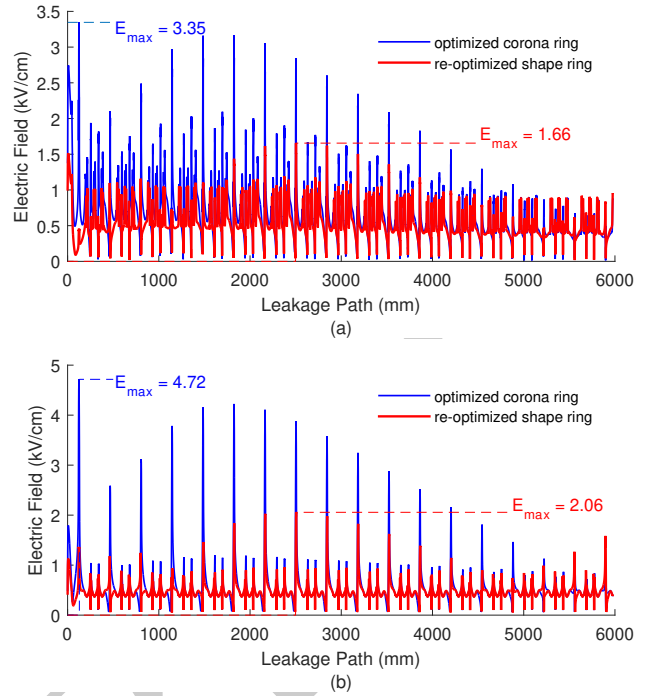 E_max = 3.35
optimized corona ring
re-optimized shape ring
E_max = 1.66
Electric Field (kV/cm)
3.5
3
2.5
2
1.5
1
0.5
0
0 1000 2000 3000 4000 5000 6000
Leakage Path (mm)
(a)
E_max = 4.72
optimized corona ring
re-optimized shape ring
E_max = 2.06
Electric Field (kV/cm)
5
4
3
2
1
0
0 1000 2000 3000 4000 5000 6000
Leakage Path (mm)
(b)